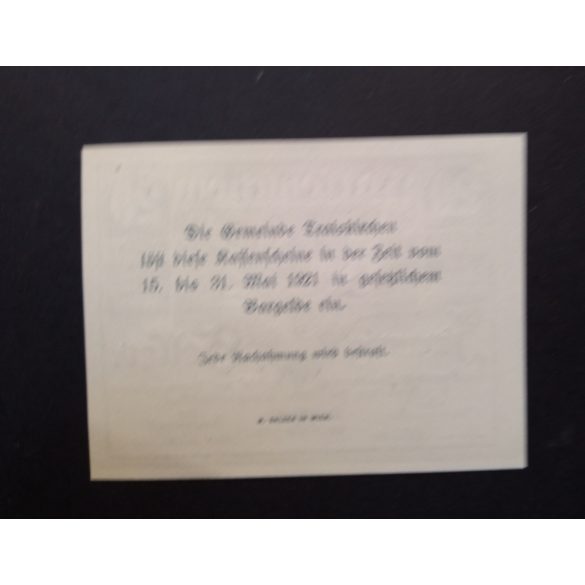 Die Gemeinde
löst diese Kassenscheine in der Zeit vom
15. bis 31. Mai 1921 in gesetzlichem
Bargelde ein.
Jede Nachahmung wird bestraft.